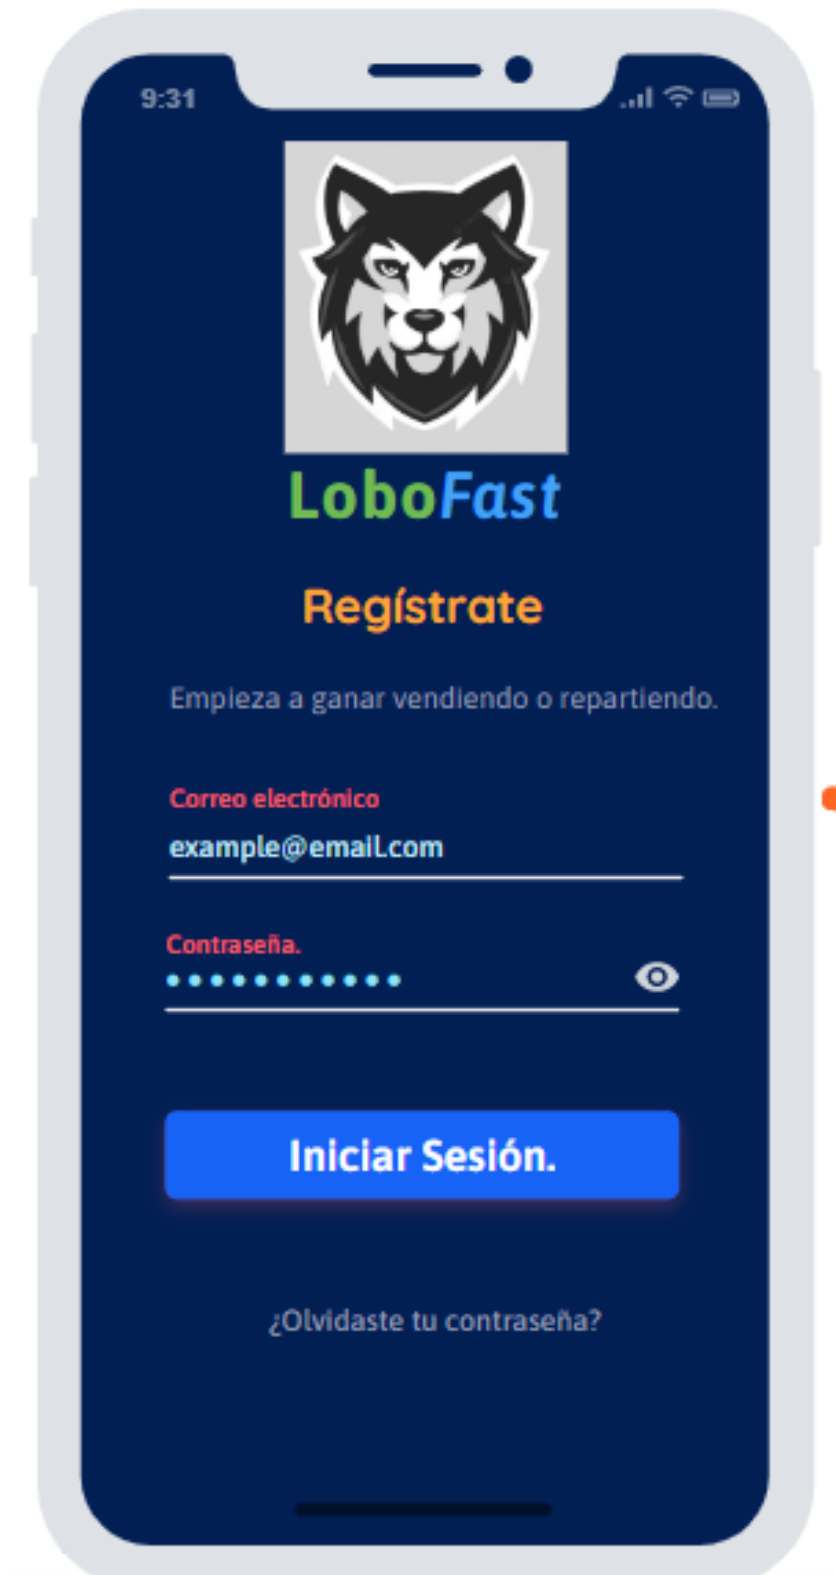 9:31
LoboFast
Regístrate
Empieza a ganar vendiendo o repartiendo.
Correo electrónico
example@email.com
Contraseña.
Iniciar Sesión.
¿Olvidaste tu contraseña?